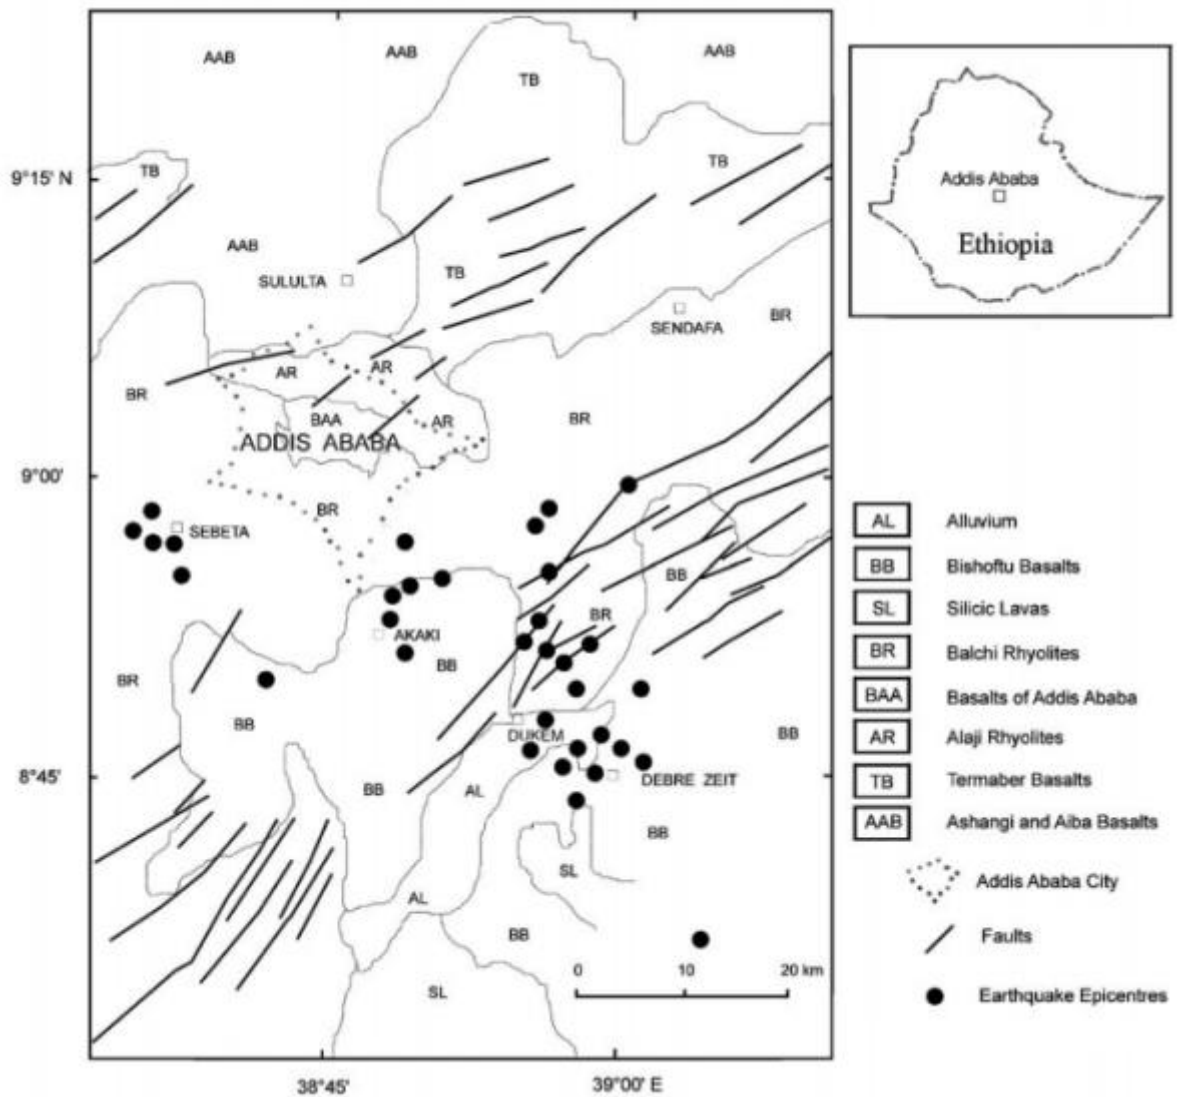 AAB
AAB
AAB
TB
9°15' N
TB
TB
AAB
TB
SULULTA
SENDAFA
BR
AR
AR
BR
BAA
AR
BR
ADDIS ABABA
9°00'
BR
SEBETA
BB
BR
AKAKI
BB
BR
BB
DUKEM
BB
8°45'
DEBRE ZEIT
BB
AL
BB
SL
AL
BB
SL
0 10 20 km
38°45'
39°00' E
Addis Ababa
Ethiopia
AL Alluvium
BB Bishoftu Basalts
SL Silicic Lavas
BR Balchi Rhyolites
BAA Basalts of Addis Ababa
AR Alaji Rhyolites
TB Termaber Basalts
AAB Ashangi and Aiba Basalts
Addis Ababa City
Faults
Earthquake Epicentres